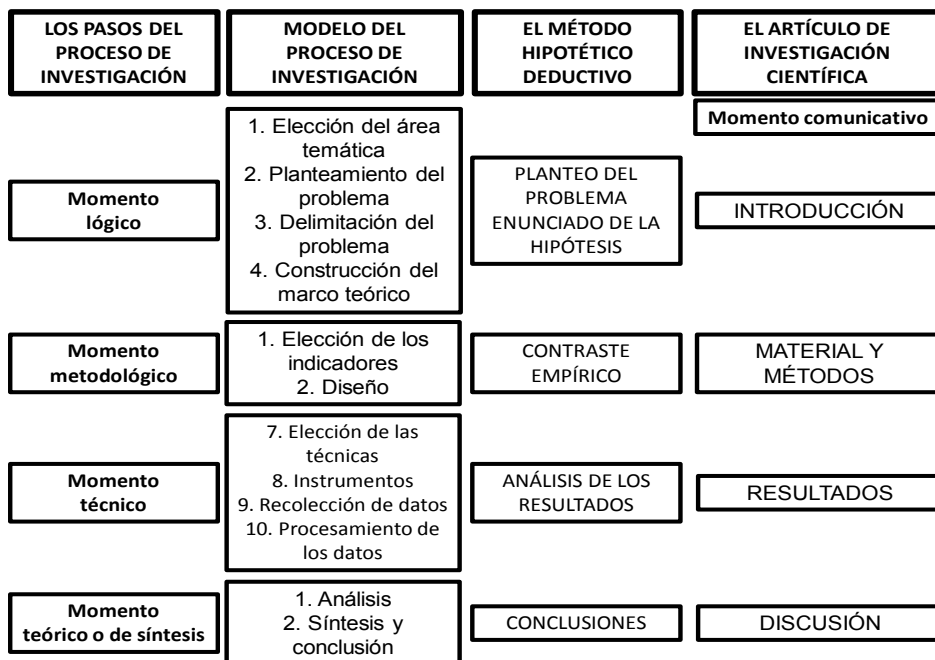 LOS PASOS DEL
PROCESO DE
INVESTIGACIÓN
MODELO DEL
PROCESO DE
INVESTIGACIÓN
EL MÉTODO
HIPOTÉTICO
DEDUCTIVO
EL ARTÍCULO DE
INVESTIGACIÓN
CIENTÍFICA
Momento comunicativo
Momento
lógico
1. Elección del área
temática
2. Planteamiento del
problema
3. Delimitación del
problema
4. Construcción del
marco teórico
PLANTEO DEL
PROBLEMA
ENUNCIADO DE LA
HIPÓTESIS
INTRODUCCIÓN
Momento
metodológico
1. Elección de los
indicadores
2. Diseño
CONTRASTE
EMPÍRICO
MATERIAL Y
MÉTODOS
Momento
técnico
7. Elección de las
técnicas
8. Instrumentos
9. Recolección de datos
10. Procesamiento de
los datos
ANÁLISIS DE LOS
RESULTADOS
RESULTADOS
Momento
teórico o de síntesis
1. Análisis
2. Síntesis y
conclusión
CONCLUSIONES
DISCUSIÓN